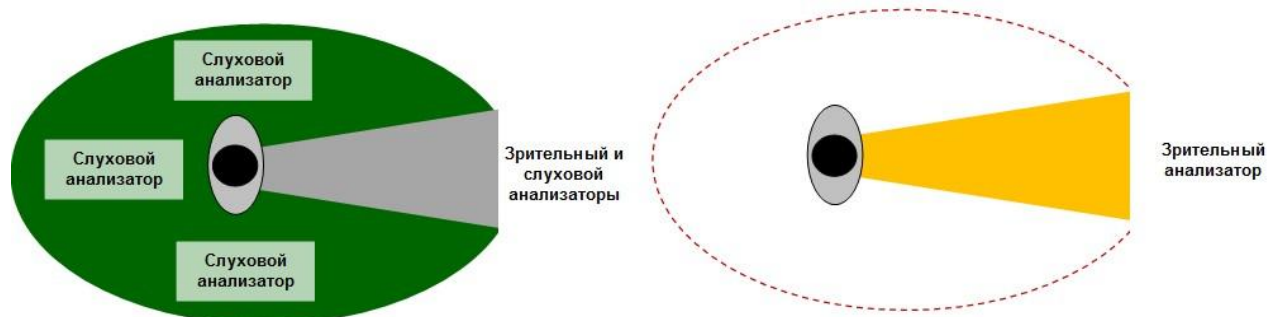 Слуховой
анализатор
Слуховой
анализатор
Слуховой
анализатор
Зрительный и
слуховой
анализаторы
Зрительный
анализатор